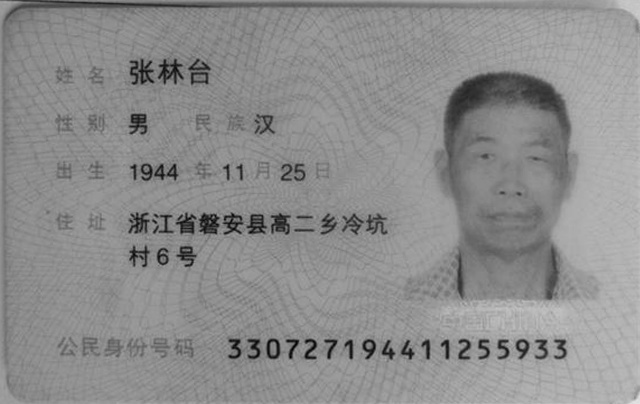 姓名 张林台
性别 男 民族 汉
出生 1944 年 11 月 25 日
住址 浙江省磐安县高二乡冷坑
村6号
公民身份号码 330727194411255933